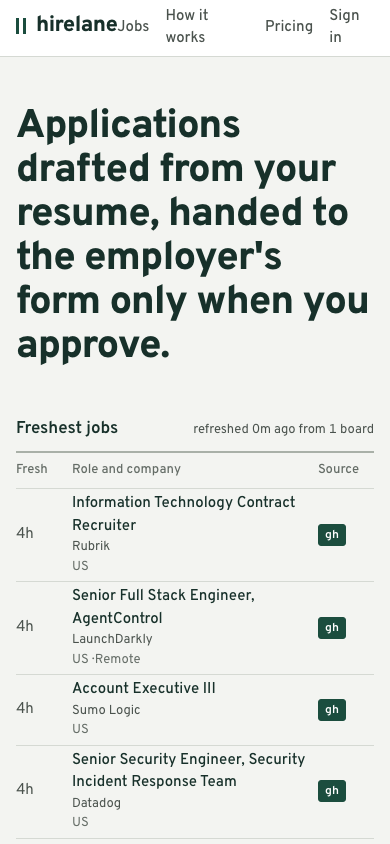 hirelane Jobs How it works Pricing Sign in
Applications
drafted from your
resume, handed to
the employer's
form only when you
approve.
Freshest jobs refreshed 0m ago from 1 board
Fresh Role and company Source
Information Technology Contract
Recruiter
4h
Rubrik
US
gh
Senior Full Stack Engineer,
AgentControl
4h
LaunchDarkly
US ·Remote
gh
Account Executive III
4h
Sumo Logic
US
gh
Senior Security Engineer, Security
Incident Response Team
4h
Datadog
US
gh